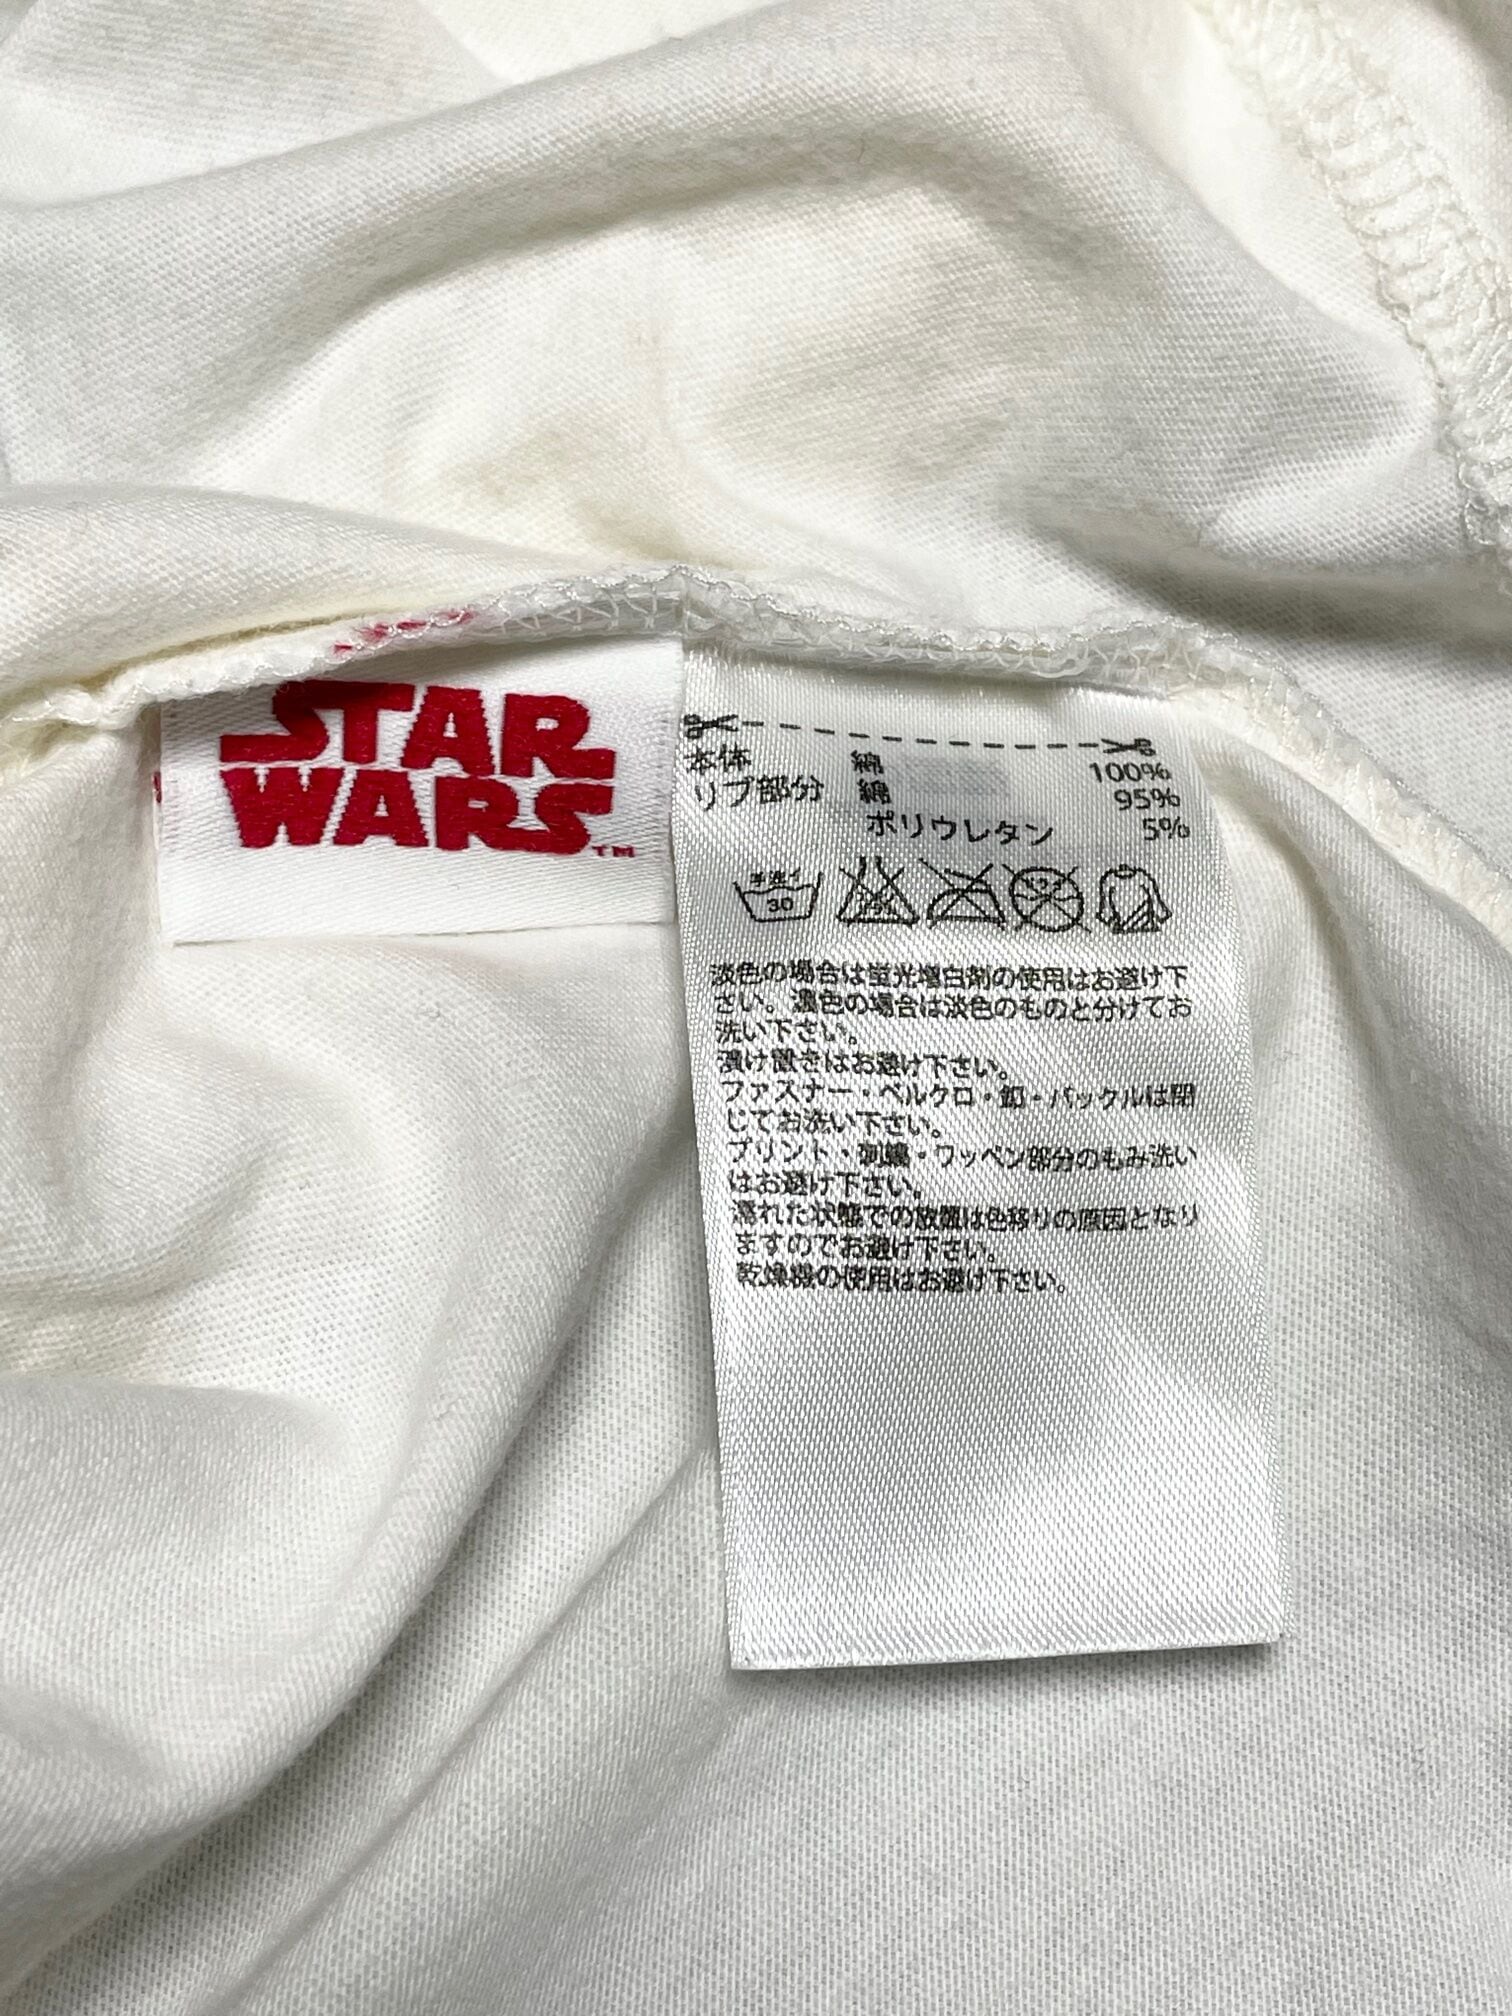 STAR
WARS™
本体 綿 100%
リブ部分 綿 95%
ポリウレタン 5%
手洗イ
30
淡色の場合は蛍光増白剤の使用はお避け下
さい。濃色の場合は淡色のものと分けてお
洗い下さい。
漬け置きはお避け下さい。
ファスナー・ベルクロ・釦・バックルは閉
じてお洗い下さい。
プリント・刺繍・ワッペン部分のもみ洗い
はお避け下さい。
濡れた状態での放置は色移りの原因となり
ますのでお避け下さい。
乾燥機の使用はお避け下さい。